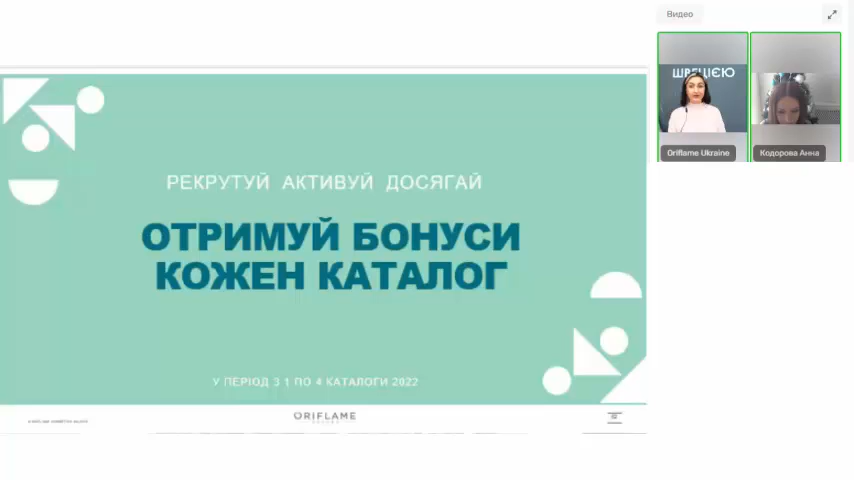 Видео
ШВЕЦІЄЮ
Oriflame Ukraine
Кодорова Анна
РЕКРУТУЙ АКТИВУЙ ДОСЯГАЙ
ОТРИМУЙ БОНУСИ
КОЖЕН КАТАЛОГ
У ПЕРІОД З 1 ПО 4 КАТАЛОГИ 2022
ORIFLAME